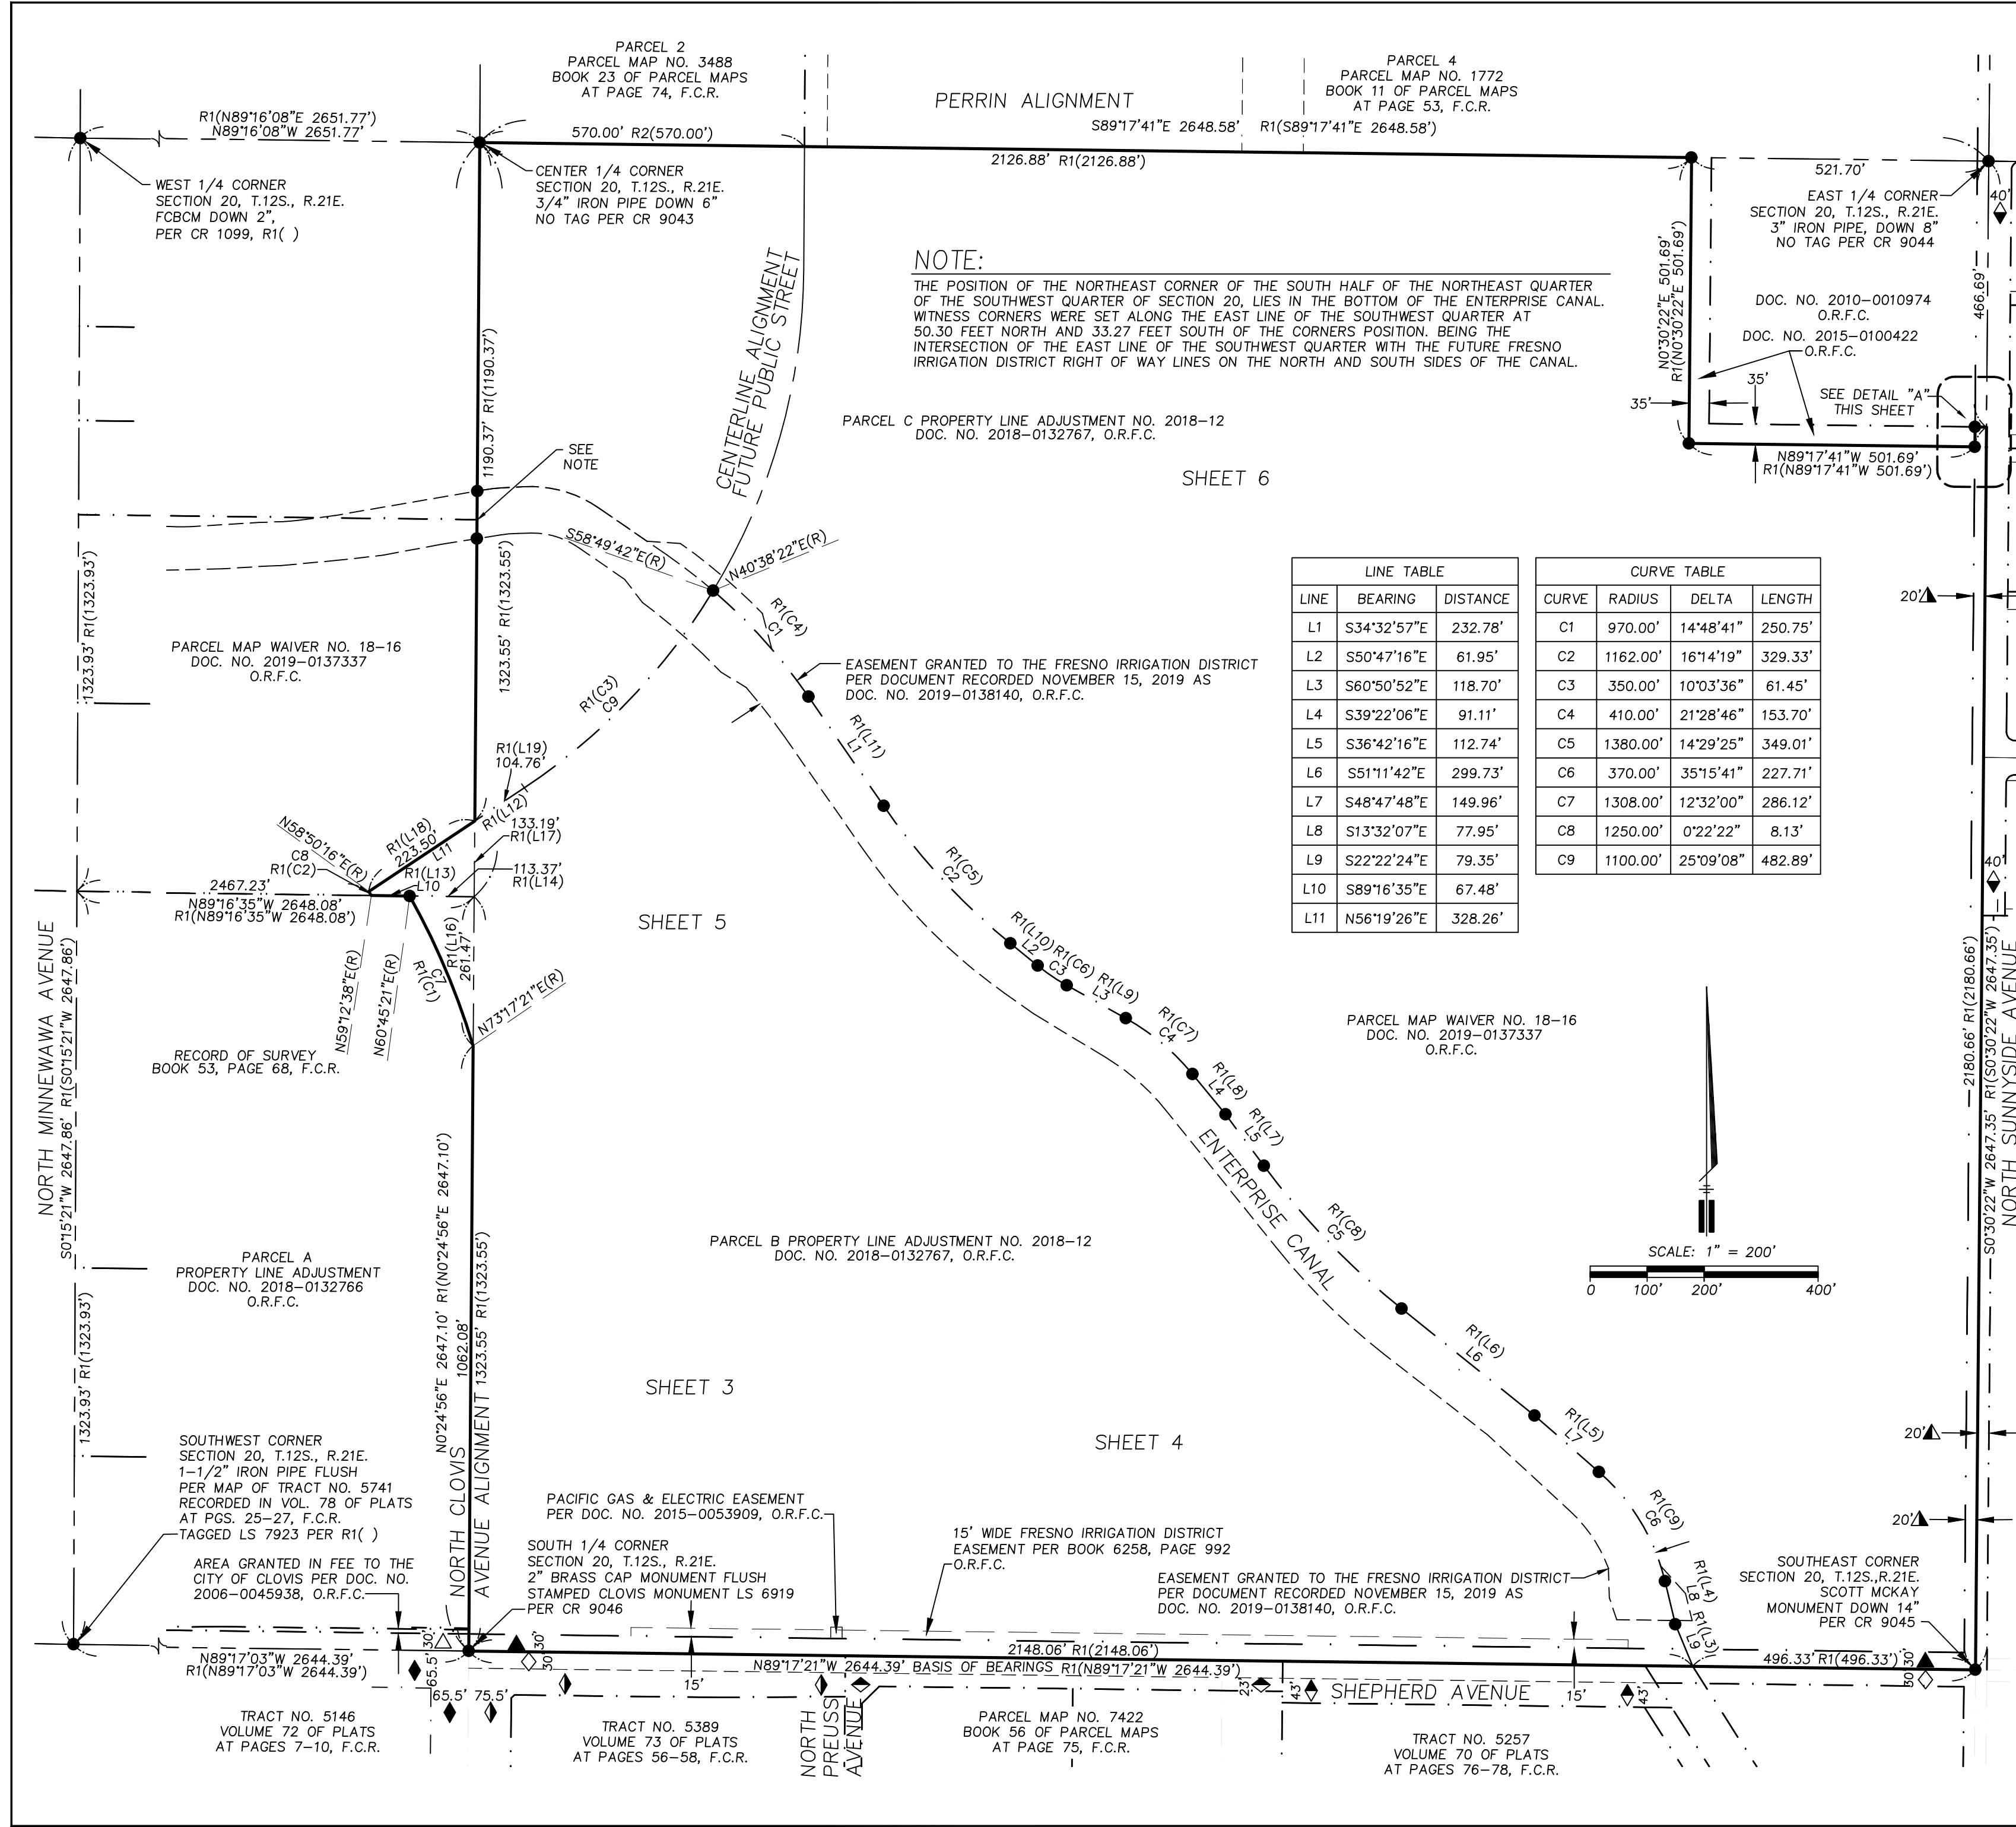 PARCEL 2
PARCEL MAP NO. 3488
BOOK 23 OF PARCEL MAPS
AT PAGE 74, F.C.R.
PERRIN ALIGNMENT
PARCEL 4
PARCEL MAP NO. 1772
BOOK 11 OF PARCEL MAPS
AT PAGE 53, F.C.R.
R1(N89°16'08"E 2651.77')
N89°16'08"W 2651.77'
570.00' R2(570.00')
S89°17'41"E 2648.58' R1(S89°17'41"E 2648.58')
2126.88' R1(2126.88')
521.70'
WEST 1/4 CORNER
SECTION 20, T.12S., R.21E.
FCBCM DOWN 2",
PER CR 1099, R1( )
CENTER 1/4 CORNER
SECTION 20, T.12S., R.21E.
3/4" IRON PIPE DOWN 6"
NO TAG PER CR 9043
EAST 1/4 CORNER
SECTION 20, T.12S., R.21E.
3" IRON PIPE, DOWN 8"
NO TAG PER CR 9044
40'
466.69'
NOTE:
THE POSITION OF THE NORTHEAST CORNER OF THE SOUTH HALF OF THE NORTHEAST QUARTER
OF THE SOUTHWEST QUARTER OF SECTION 20, LIES IN THE BOTTOM OF THE ENTERPRISE CANAL.
WITNESS CORNERS WERE SET ALONG THE EAST LINE OF THE SOUTHWEST QUARTER AT
50.30 FEET NORTH AND 33.27 FEET SOUTH OF THE CORNERS POSITION. BEING THE
INTERSECTION OF THE EAST LINE OF THE SOUTHWEST QUARTER WITH THE FUTURE FRESNO
IRRIGATION DISTRICT RIGHT OF WAY LINES ON THE NORTH AND SOUTH SIDES OF THE CANAL.
CENTERLINE ALIGNMENT
FUTURE PUBLIC STREET
N0°30'22"E 501.69'
R1(N0°30'22"E 501.69')
DOC. NO. 2010-0010974
O.R.F.C.
DOC. NO. 2015-0100422
O.R.F.C.
35'
35'
SEE DETAIL "A"
THIS SHEET
N89°17'41"W 501.69'
R1(N89°17'41"W 501.69')
1190.37' R1(1190.37')
SEE
NOTE
PARCEL C PROPERTY LINE ADJUSTMENT NO. 2018-12
DOC. NO. 2018-0132767, O.R.F.C.
SHEET 6
S58°49'42"E(R)
N40°38'22"E(R)
R1(C4)
C1
1323.93' R1(1323.93')
1323.55' R1(1323.55')
PARCEL MAP WAIVER NO. 18-16
DOC. NO. 2019-0137337
O.R.F.C.
EASEMENT GRANTED TO THE FRESNO IRRIGATION DISTRICT
PER DOCUMENT RECORDED NOVEMBER 15, 2019 AS
DOC. NO. 2019-0138140, O.R.F.C.
LINE TABLE
LINE BEARING DISTANCE
L1 S34°32'57"E 232.78'
L2 S50°47'16"E 61.95'
L3 S60°50'52"E 118.70'
L4 S39°22'06"E 91.11'
L5 S36°42'16"E 112.74'
L6 S51°11'42"E 299.73'
L7 S48°47'48"E 149.96'
L8 S13°32'07"E 77.95'
L9 S22°22'24"E 79.35'
L10 S89°16'35"E 67.48'
L11 N56°19'26"E 328.26'
CURVE TABLE
CURVE RADIUS DELTA LENGTH
C1 970.00' 14°48'41" 250.75'
C2 1162.00' 16°14'19" 329.33'
C3 350.00' 10°03'36" 61.45'
C4 410.00' 21°28'46" 153.70'
C5 1380.00' 14°29'25" 349.01'
C6 370.00' 35°15'41" 227.71'
C7 1308.00' 12°32'00" 286.12'
C8 1250.00' 0°22'22" 8.13'
C9 1100.00' 25°09'08" 482.89'
20'
R1(C3)
C9
R1(L11)
L1
R1(L19)
104.76'
R1(L12)
N58°50'16"E(R)
R1(L18)
223.50'
L11
133.19'
R1(L17)
C8
R1(C2)
R1(L13)
L10
113.37'
R1(L14)
2467.23'
N89°16'35"W 2648.08'
R1(N89°16'35"W 2648.08')
R1(C5)
C2
40'
SHEET 5
R1(L16)
261.47'
C7
R1(C1)
N59°12'38"E(R)
N60°45'21"E(R)
N73°17'21"E(R)
R1(L10)
L2
R1(C6)
C3
R1(L9)
L3
R1(C7)
C4
R1(L8)
L4
R1(L7)
L5
NORTH MINNEWAWA AVENUE
S0°15'21"W 2647.86' R1(S0°15'21"W 2647.86')
RECORD OF SURVEY
BOOK 53, PAGE 68, F.C.R.
PARCEL MAP WAIVER NO. 18-16
DOC. NO. 2019-0137337
O.R.F.C.
2180.66' R1(2180.66')
S0°30'22"W 2647.35' R1(S0°30'22"W 2647.35')
NORTH SUNNYSIDE AVENUE
ENTERPRISE CANAL
R1(C8)
C5
PARCEL A
PROPERTY LINE ADJUSTMENT
DOC. NO. 2018-0132766
O.R.F.C.
PARCEL B PROPERTY LINE ADJUSTMENT NO. 2018-12
DOC. NO. 2018-0132767, O.R.F.C.
SCALE: 1" = 200'
0 100' 200' 400'
1323.93' R1(1323.93')
N0°24'56"E 2647.10' R1(N0°24'56"E 2647.10')
1062.08'
1323.55' R1(1323.55')
NORTH CLOVIS
AVENUE ALIGNMENT
R1(L6)
L6
SHEET 3
SHEET 4
R1(L5)
L7
20'
SOUTHWEST CORNER
SECTION 20, T.12S., R.21E.
1-1/2" IRON PIPE FLUSH
PER MAP OF TRACT NO. 5741
RECORDED IN VOL. 78 OF PLATS
AT PGS. 25-27, F.C.R.
TAGGED LS 7923 PER R1( )
AREA GRANTED IN FEE TO THE
CITY OF CLOVIS PER DOC. NO.
2006-0045938, O.R.F.C.
PACIFIC GAS & ELECTRIC EASEMENT
PER DOC. NO. 2015-0053909, O.R.F.C.
SOUTH 1/4 CORNER
SECTION 20, T.12S., R.21E.
2" BRASS CAP MONUMENT FLUSH
STAMPED CLOVIS MONUMENT LS 6919
PER CR 9046
15' WIDE FRESNO IRRIGATION DISTRICT
EASEMENT PER BOOK 6258, PAGE 992
O.R.F.C.
EASEMENT GRANTED TO THE FRESNO IRRIGATION DISTRICT
PER DOCUMENT RECORDED NOVEMBER 15, 2019 AS
DOC. NO. 2019-0138140, O.R.F.C.
R1(C9)
C6
20'
R1(L4)
L8
R1(L3)
L9
SOUTHEAST CORNER
SECTION 20, T.12S.,R.21E.
SCOTT MCKAY
MONUMENT DOWN 14"
PER CR 9045
N89°17'03"W 2644.39'
R1(N89°17'03"W 2644.39')
65.5'
30'
30'
30'
2148.06' R1(2148.06')
N89°17'21"W 2644.39' BASIS OF BEARINGS R1(N89°17'21"W 2644.39')
496.33' R1(496.33')
30'
30'
65.5' 75.5'
15'
23'
43'
SHEPHERD AVENUE
15'
43'
TRACT NO. 5146
VOLUME 72 OF PLATS
AT PAGES 7-10, F.C.R.
TRACT NO. 5389
VOLUME 73 OF PLATS
AT PAGES 56-58, F.C.R.
NORTH
PREUSS
AVENUE
PARCEL MAP NO. 7422
BOOK 56 OF PARCEL MAPS
AT PAGE 75, F.C.R.
TRACT NO. 5257
VOLUME 70 OF PLATS
AT PAGES 76-78, F.C.R.